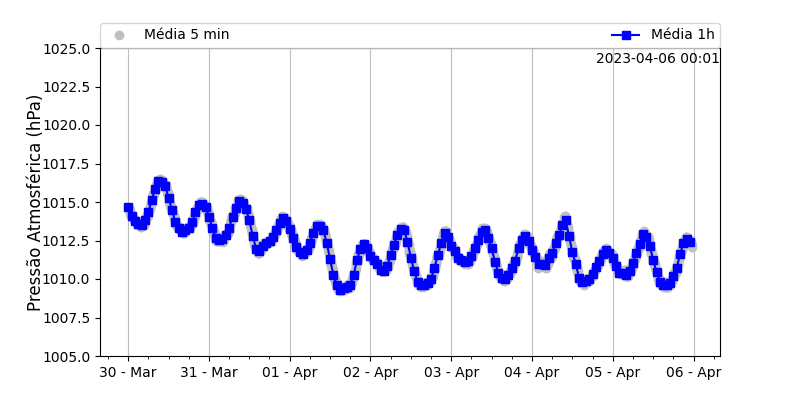 Média 5 min
Média 1h
2023-04-06 00:01
Pressão Atmosférica (hPa)
1025.0
1022.5
1020.0
1017.5
1015.0
1012.5
1010.0
1007.5
1005.0
30 - Mar
31 - Mar
01 - Apr
02 - Apr
03 - Apr
04 - Apr
05 - Apr
06 - Apr